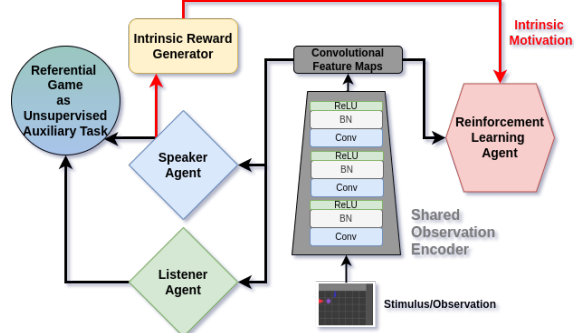 Intrinsic Reward
Generator
Intrinsic
Motivation
Referential
Game
as
Unsupervised
Auxiliary Task
Convolutional
Feature Maps
Speaker
Agent
ReLU
BN
Conv
ReLU
BN
Conv
ReLU
BN
Conv
Reinforcement
Learning
Agent
Shared
Observation
Encoder
Listener
Agent
Stimulus/Observation